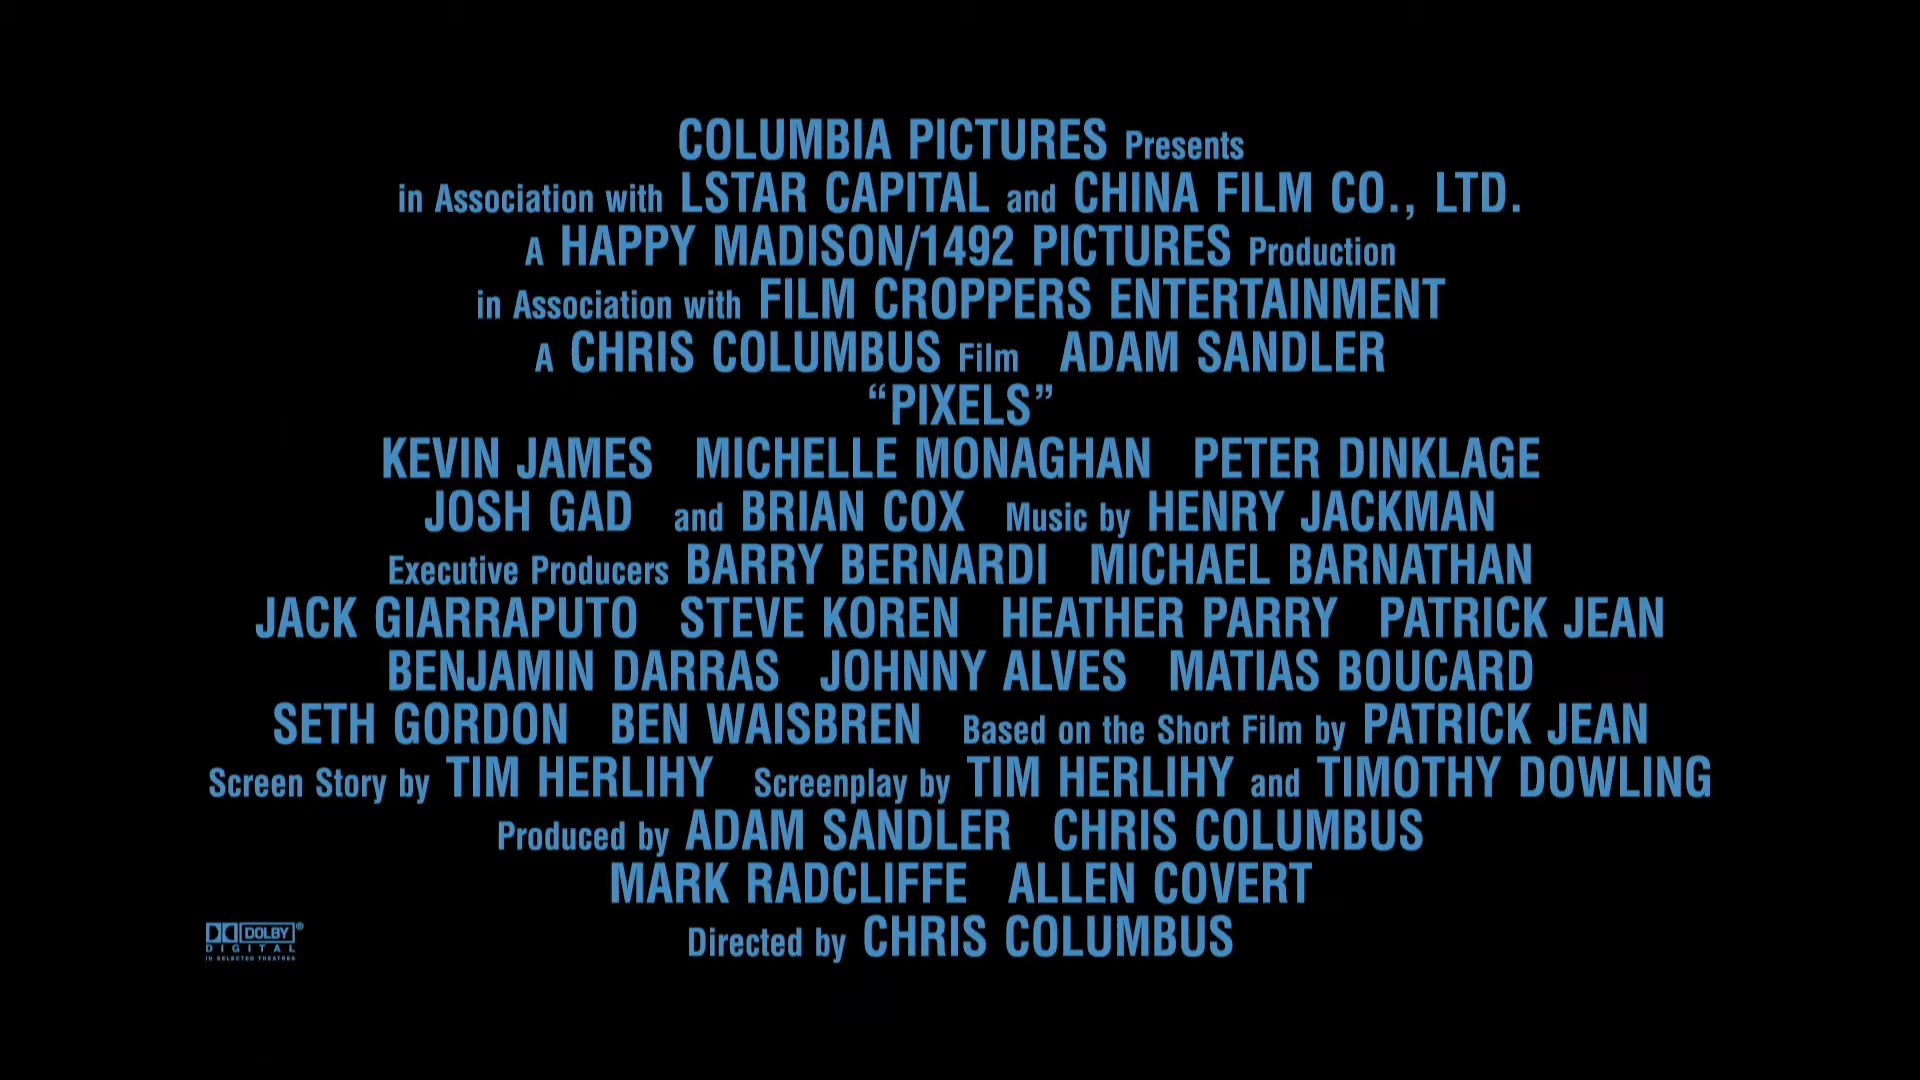 COLUMBIA PICTURES Presents
in Association with LSTAR CAPITAL and CHINA FILM CO., LTD.
A HAPPY MADISON/1492 PICTURES Production
in Association with FILM CROPPERS ENTERTAINMENT
A CHRIS COLUMBUS Film ADAM SANDLER
“PIXELS”
KEVIN JAMES MICHELLE MONAGHAN PETER DINKLAGE
JOSH GAD and BRIAN COX Music by HENRY JACKMAN
Executive Producers BARRY BERNARDI MICHAEL BARNATHAN
JACK GIARRAPUTO STEVE KOREN HEATHER PARRY PATRICK JEAN
BENJAMIN DARRAS JOHNNY ALVES MATIAS BOUCARD
SETH GORDON BEN WAISBREN Based on the Short Film by PATRICK JEAN
Screen Story by TIM HERLIHY Screenplay by TIM HERLIHY and TIMOTHY DOWLING
Produced by ADAM SANDLER CHRIS COLUMBUS
MARK RADCLIFFE ALLEN COVERT
Directed by CHRIS COLUMBUS
DOLBY®
DIGITAL
IN SELECTED THEATRES